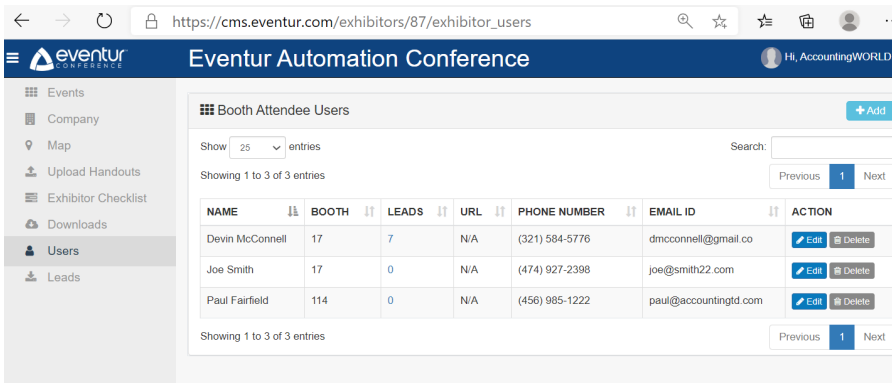 https://cms.eventur.com/exhibitors/87/exhibitor_users
eventur
CONFERENCE
Eventur Automation Conference
Hi, AccountingWORLD
Events
Company
Map
Upload Handouts
Exhibitor Checklist
Downloads
Users
Leads
Booth Attendee Users
+ Add
Show 25 entries
Search:
Showing 1 to 3 of 3 entries
Previous 1 Next
NAME BOOTH LEADS URL PHONE NUMBER EMAIL ID ACTION
Devin McConnell 17 7 N/A (321) 584-5776 dmcconnell@gmail.co Edit Delete
Joe Smith 17 0 N/A (474) 927-2398 joe@smith22.com Edit Delete
Paul Fairfield 114 0 N/A (456) 985-1222 paul@accountingtd.com Edit Delete
Showing 1 to 3 of 3 entries
Previous 1 Next